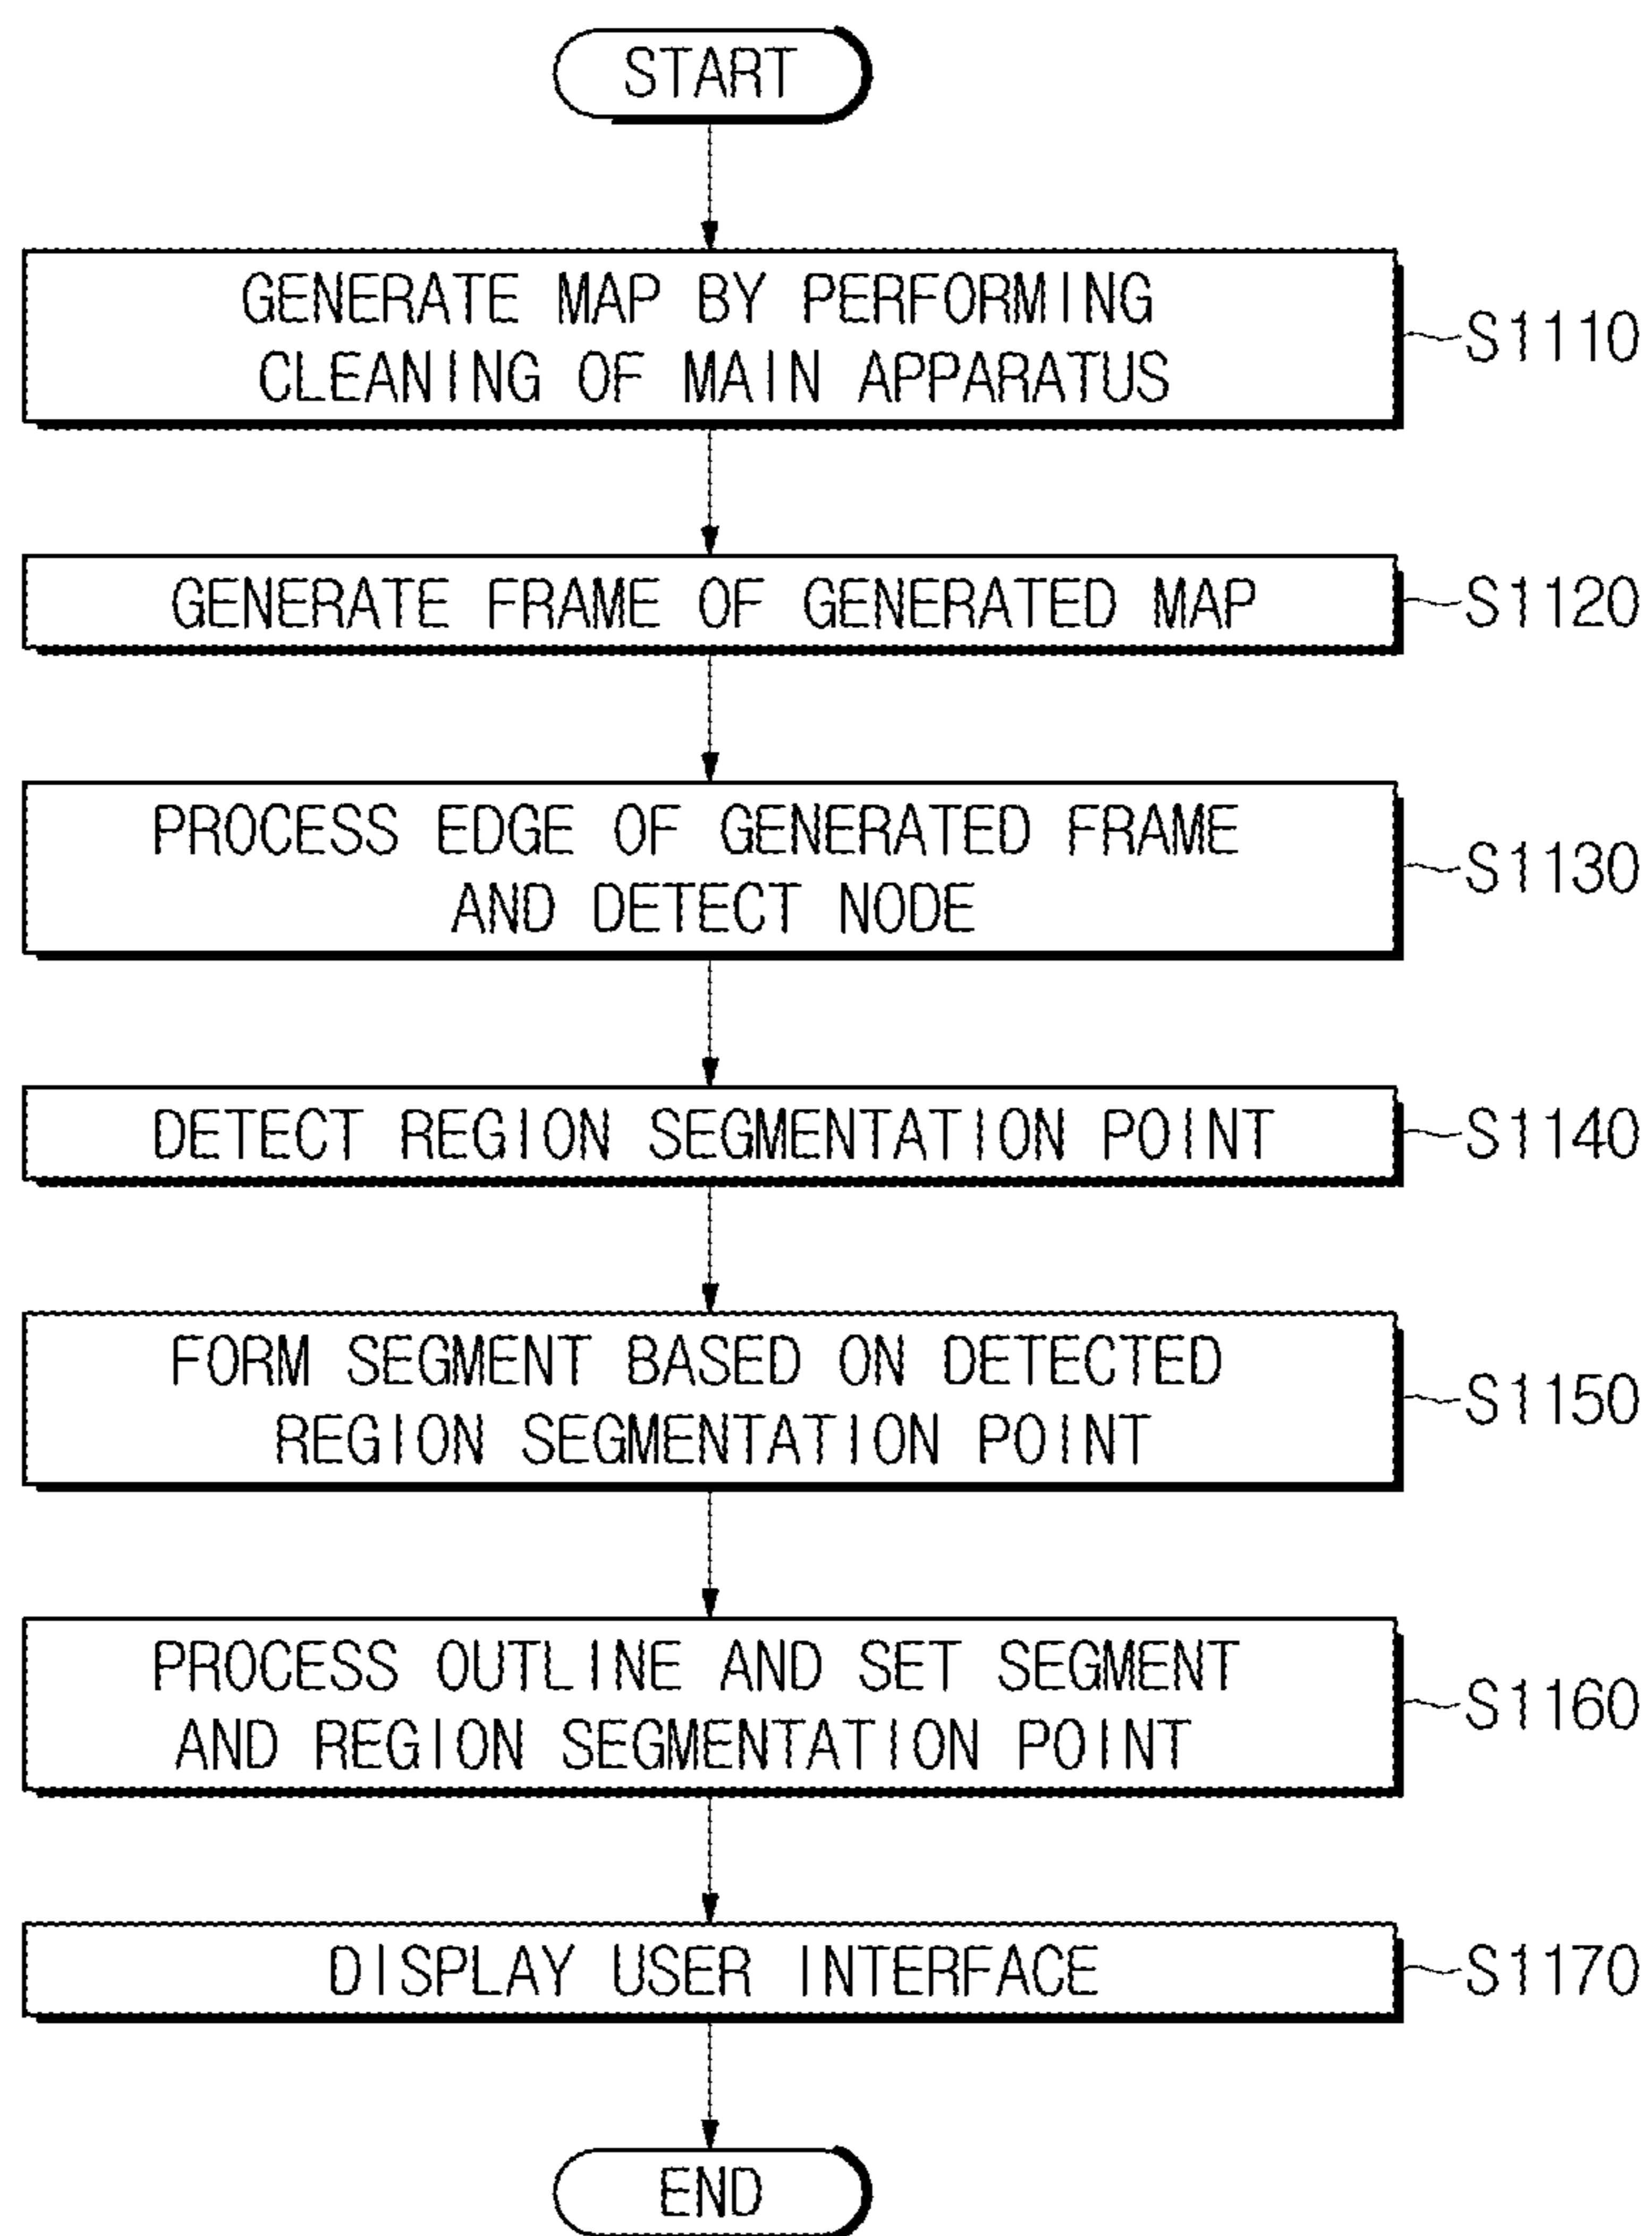 START
GENERATE MAP BY PERFORMING
CLEANING OF MAIN APPARATUS
S1110
GENERATE FRAME OF GENERATED MAP
S1120
PROCESS EDGE OF GENERATED FRAME
AND DETECT NODE
S1130
DETECT REGION SEGMENTATION POINT
S1140
FORM SEGMENT BASED ON DETECTED
REGION SEGMENTATION POINT
S1150
PROCESS OUTLINE AND SET SEGMENT
AND REGION SEGMENTATION POINT
S1160
DISPLAY USER INTERFACE
S1170
END